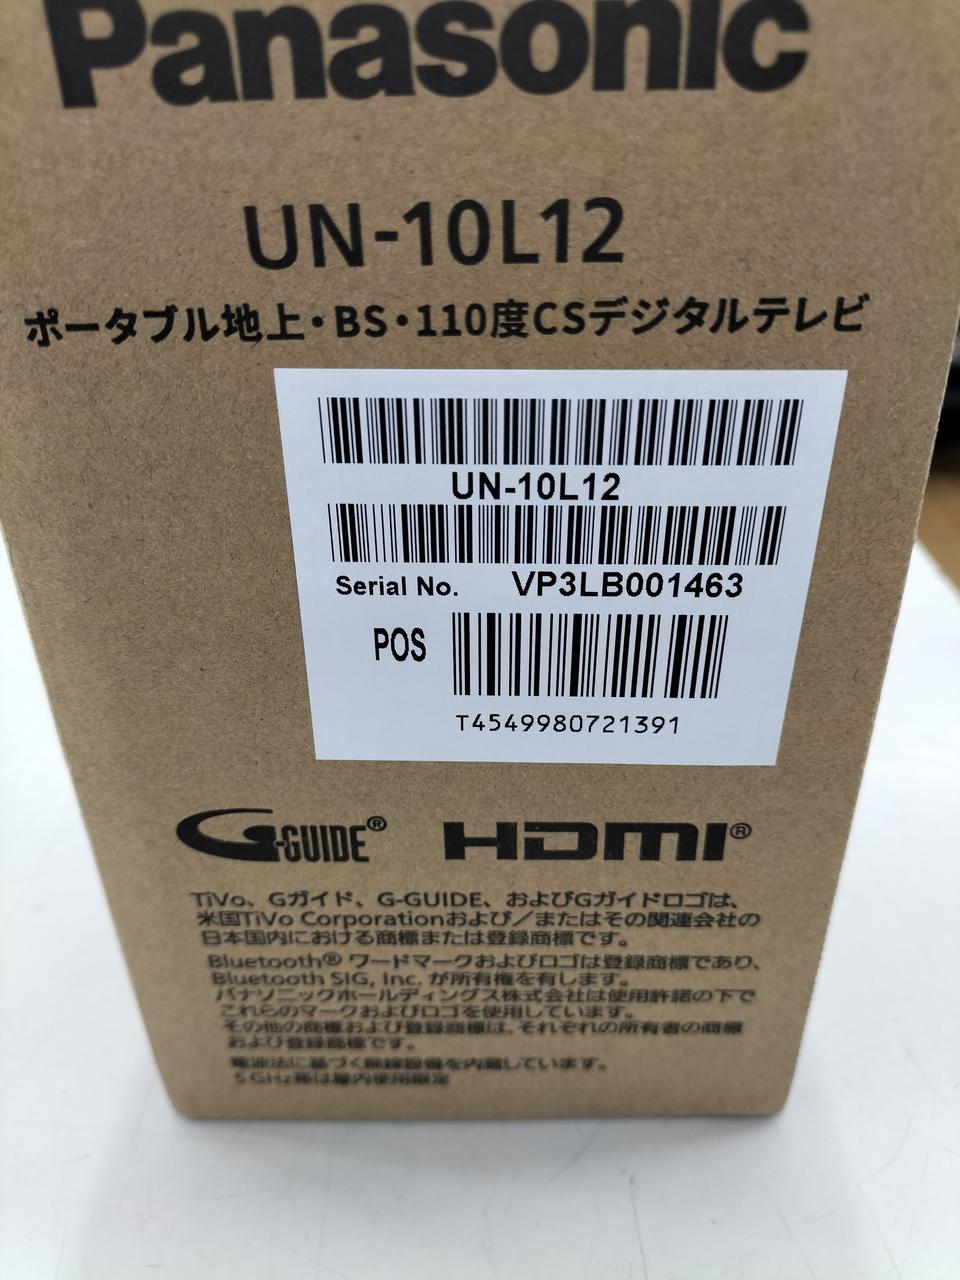 Panasonic
UN-10L12
ポータブル地上・BS・110度CSデジタルテレビ
UN-10L12
Serial No. VP3LB001463
POS
T4549980721391
G-GUIDE® HDMI®
TiVo、Gガイド、G-GUIDE、およびGガイドロゴは、
米国TiVo Corporationおよび／またはその関連会社の
日本国内における商標または登録商標です。
Bluetooth® ワードマークおよびロゴは登録商標であり、
Bluetooth SIG, Inc. が所有権を有します。
パナソニックホールディングス株式会社は使用許諾の下で
これらのマークおよびロゴを使用しています。
その他の商標および登録商標は、それぞれの所有者の商標
および登録商標です。
電波法に基づく無線設備を内蔵しています。
5GHz帯は屋内使用限定